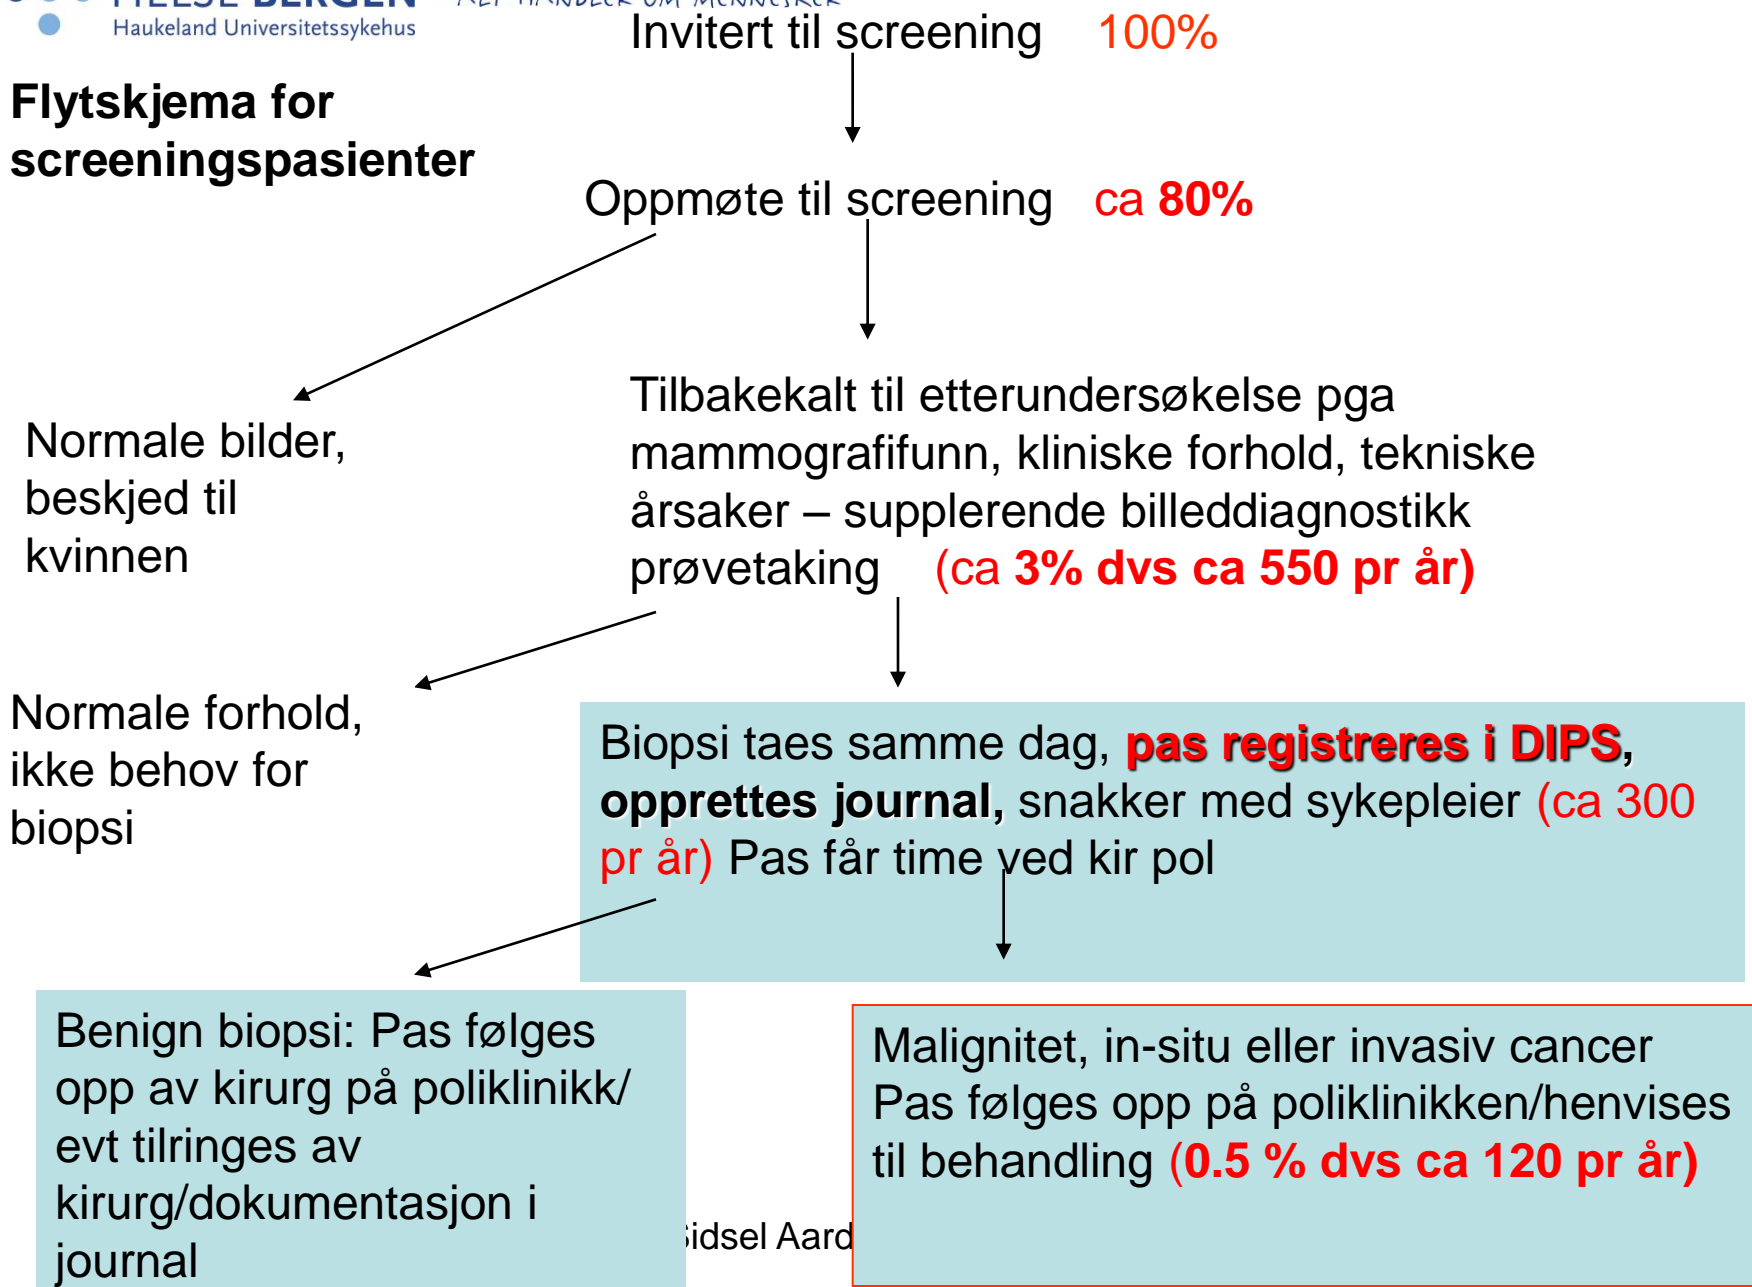 HELSE BERGEN
Haukeland Universitetssykehus
Invitert til screening 100%
Flytskjema for
screeningspasienter
Oppmøte til screening ca 80%
Normale bilder,
beskjed til
kvinnen
Tilbakekalt til etterundersøkelse pga
mammografifunn, kliniske forhold, tekniske
årsaker – supplerende billeddiagnostikk
prøvetaking (ca 3% dvs ca 550 pr år)
Normale forhold,
ikke behov for
biopsi
Biopsi taes samme dag, pas registreres i DIPS,
opprettes journal, snakker med sykepleier (ca 300
pr år) Pas får time ved kir pol
Benign biopsi: Pas følges
opp av kirurg på poliklinikk/
evt tilringes av
kirurg/dokumentasjon i
journal
Malignitet, in-situ eller invasiv cancer
Pas følges opp på poliklinikken/henvises
til behandling (0.5 % dvs ca 120 pr år)
Sidsel Aard